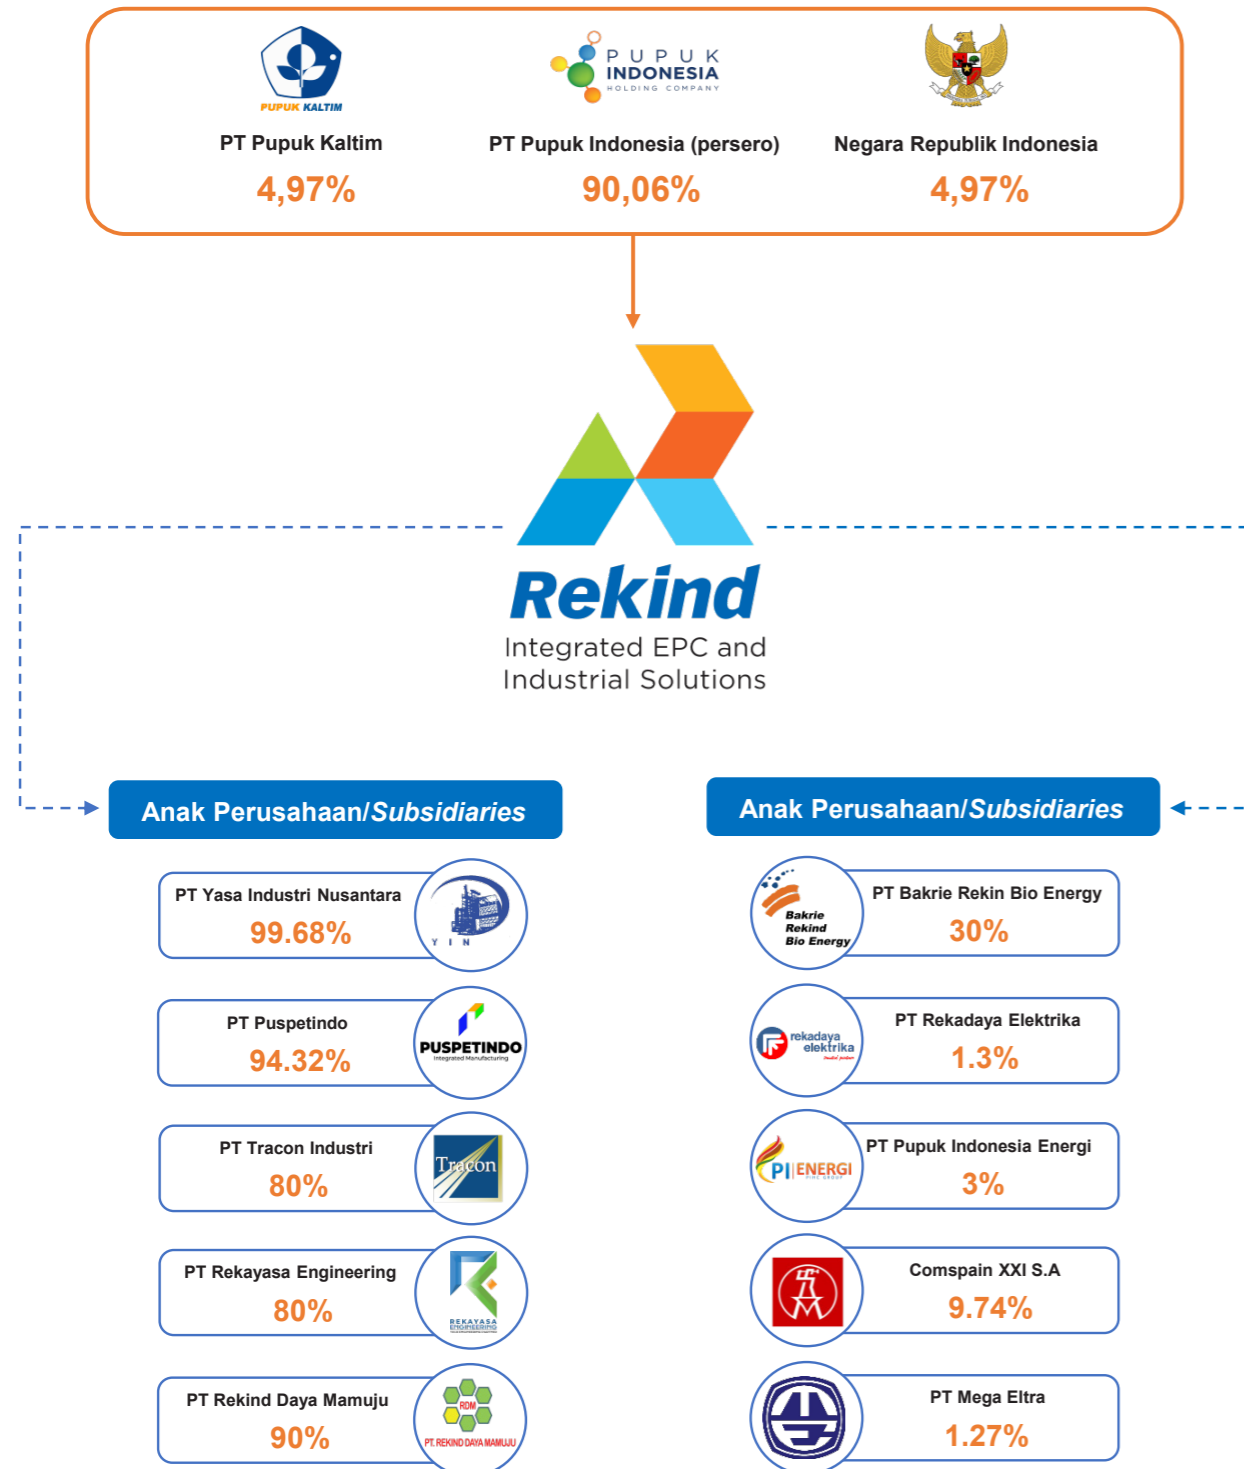 PUPUK KALTIM
PUPUK
INDONESIA
HOLDING COMPANY
PT Pupuk Kaltim
PT Pupuk Indonesia (persero)
Negara Republik Indonesia
4,97%
90,06%
4,97%
Rekind
Integrated EPC and
Industrial Solutions
Anak Perusahaan/Subsidiaries
PT Yasa Industri Nusantara
99.68%
Y I N
PT Puspetindo
94.32%
PUSPETINDO
Integrated Manufacturing
PT Tracon Industri
80%
Tracon
PT Rekayasa Engineering
80%
REKAYASA
ENGINEERING
PT Rekind Daya Mamuju
90%
RDM
PT. REKIND DAYA MAMUJU
Anak Perusahaan/Subsidiaries
Bakrie
Rekind
Bio Energy
PT Bakrie Rekin Bio Energy
30%
rekadaya
elektrika
PT Rekadaya Elektrika
1.3%
PI ENERGI
PIHC GROUP
PT Pupuk Indonesia Energi
3%
Comspain XXI S.A
9.74%
PT Mega Eltra
1.27%